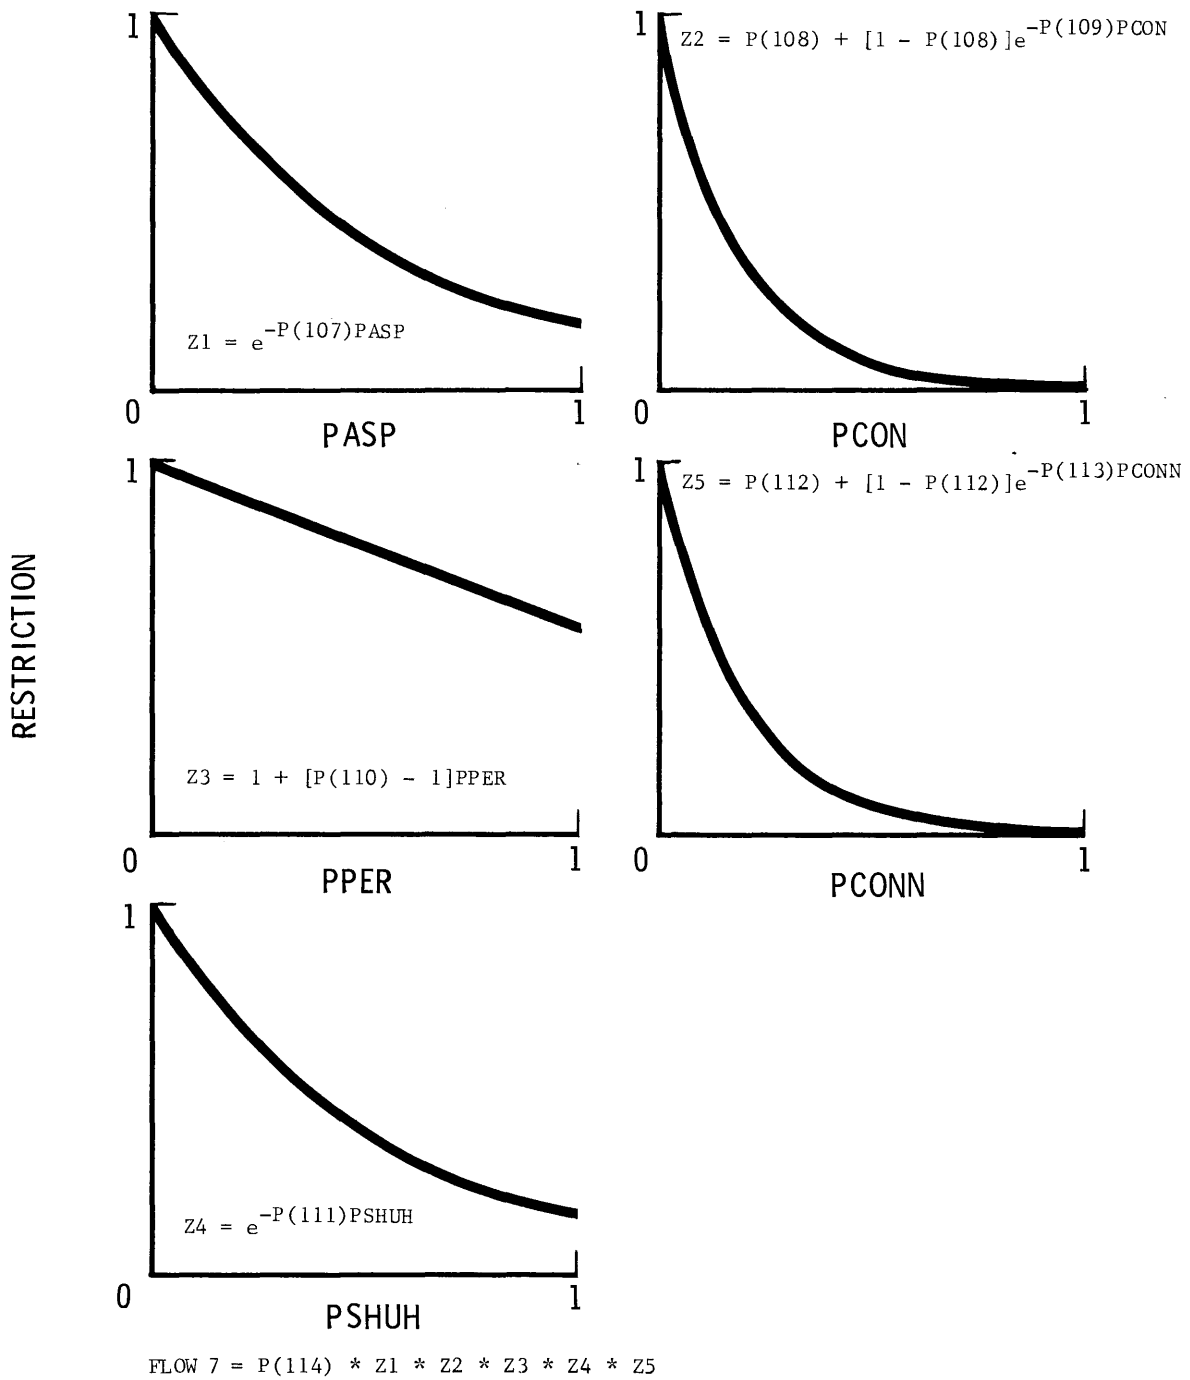 1
Z1 = e^-P(107)PASP
0
1
PASP
1
Z2 = P(108) + [1 - P(108)]e^-P(109)PCON
0
1
PCON
RESTRICTION
1
Z3 = 1 + [P(110) - 1]PPER
0
1
PPER
1
Z5 = P(112) + [1 - P(112)]e^-P(113)PCONN
0
1
PCONN
1
Z4 = e^-P(111)PSHUH
0
1
PSHUH
FLOW 7 = P(114) * Z1 * Z2 * Z3 * Z4 * Z5